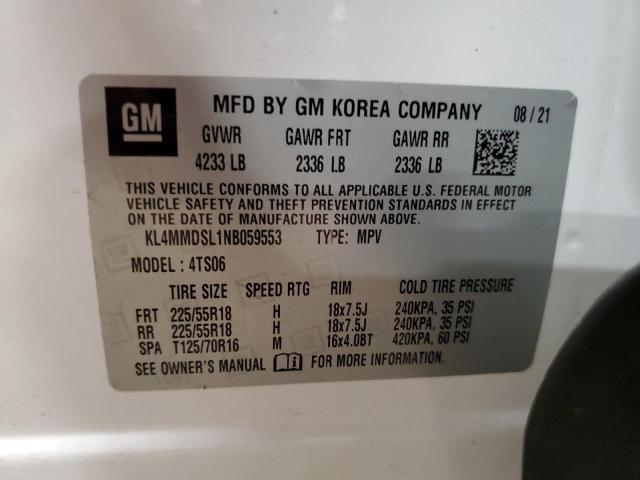 GM MFD BY GM KOREA COMPANY 08/21
GVWR GAWR FRT GAWR RR
4233 LB 2336 LB 2336 LB
THIS VEHICLE CONFORMS TO ALL APPLICABLE U.S. FEDERAL MOTOR
VEHICLE SAFETY AND THEFT PREVENTION STANDARDS IN EFFECT
ON THE DATE OF MANUFACTURE SHOWN ABOVE.
KL4MMDSL1NB059553 TYPE: MPV
MODEL: 4TS06
TIRE SIZE SPEED RTG RIM COLD TIRE PRESSURE
FRT 225/55R18 H 18x7.5J 240KPA, 35 PSI
RR 225/55R18 H 18x7.5J 240KPA, 35 PSI
SPA T125/70R16 M 16x4.0BT 420KPA, 60 PSI
SEE OWNER'S MANUAL FOR MORE INFORMATION.